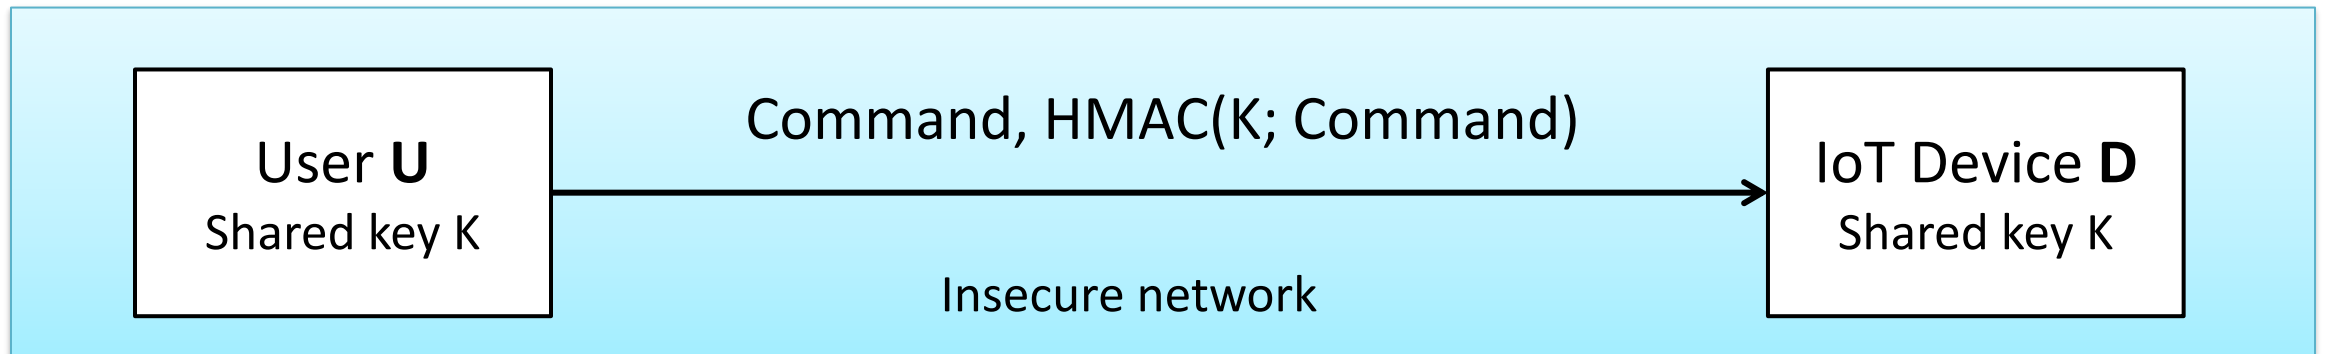 User U
Shared key K
Command, HMAC(K; Command)
Insecure network
IoT Device D
Shared key K